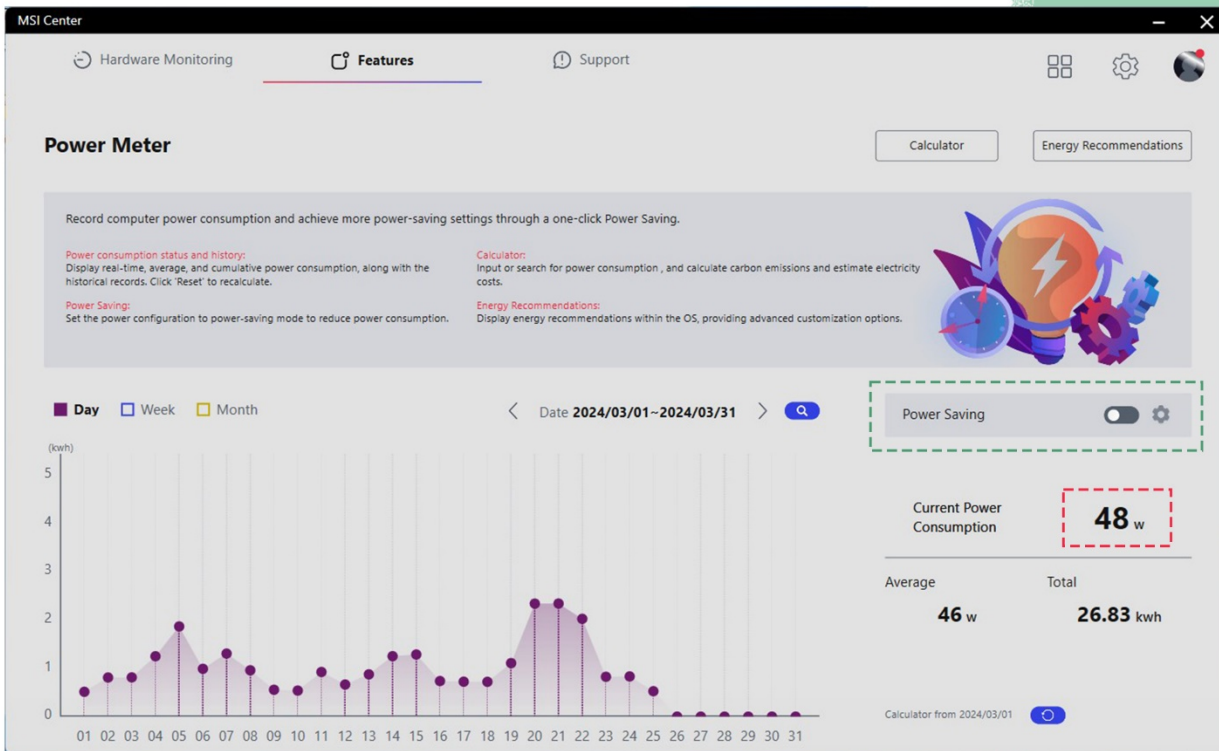 MSI Center
Hardware Monitoring
Features
Support
Power Meter
Calculator
Energy Recommendations
Record computer power consumption and achieve more power-saving settings through a one-click Power Saving.
Power consumption status and history:
Display real-time, average, and cumulative power consumption, along with the
historical records. Click 'Reset' to recalculate.
Power Saving:
Set the power configuration to power-saving mode to reduce power consumption.
Calculator:
Input or search for power consumption , and calculate carbon emissions and estimate electricity
costs.
Energy Recommendations:
Display energy recommendations within the OS, providing advanced customization options.
Day
Week
Month
Date 2024/03/01~2024/03/31
Power Saving
(kwh)
5
4
3
2
1
0
01 02 03 04 05 06 07 08 09 10 11 12 13 14 15 16 17 18 19 20 21 22 23 24 25 26 27 28 29 30 31
Current Power
Consumption
48 w
Average
Total
46 w
26.83 kwh
Calculator from 2024/03/01